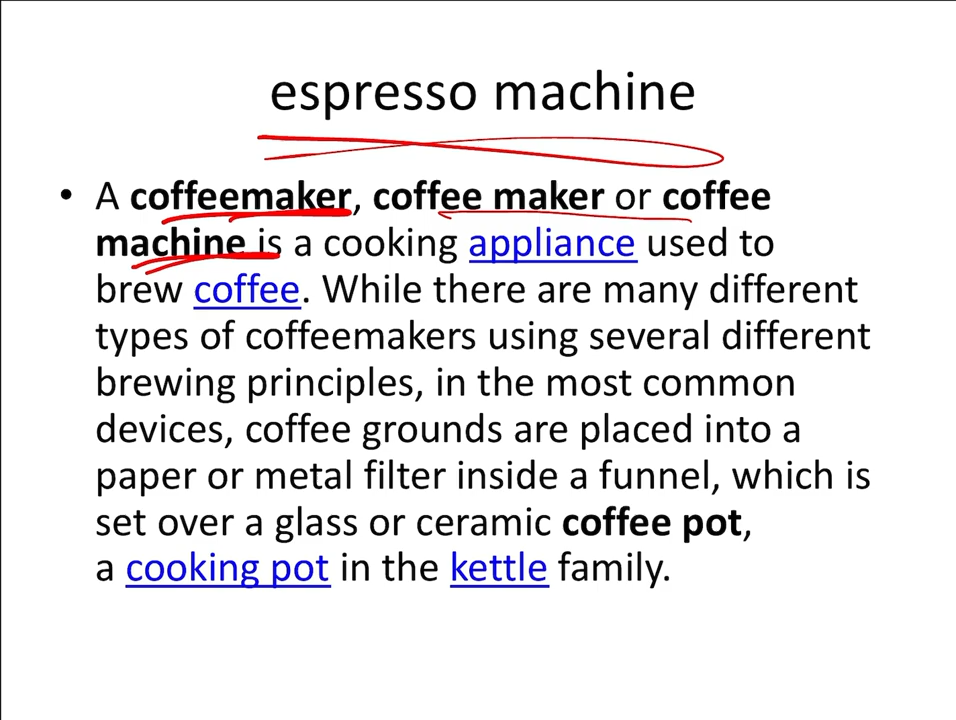 espresso machine
• A coffeemaker, coffee maker or coffee
machine is a cooking appliance used to
brew coffee. While there are many different
types of coffeemakers using several different
brewing principles, in the most common
devices, coffee grounds are placed into a
paper or metal filter inside a funnel, which is
set over a glass or ceramic coffee pot,
a cooking pot in the kettle family.